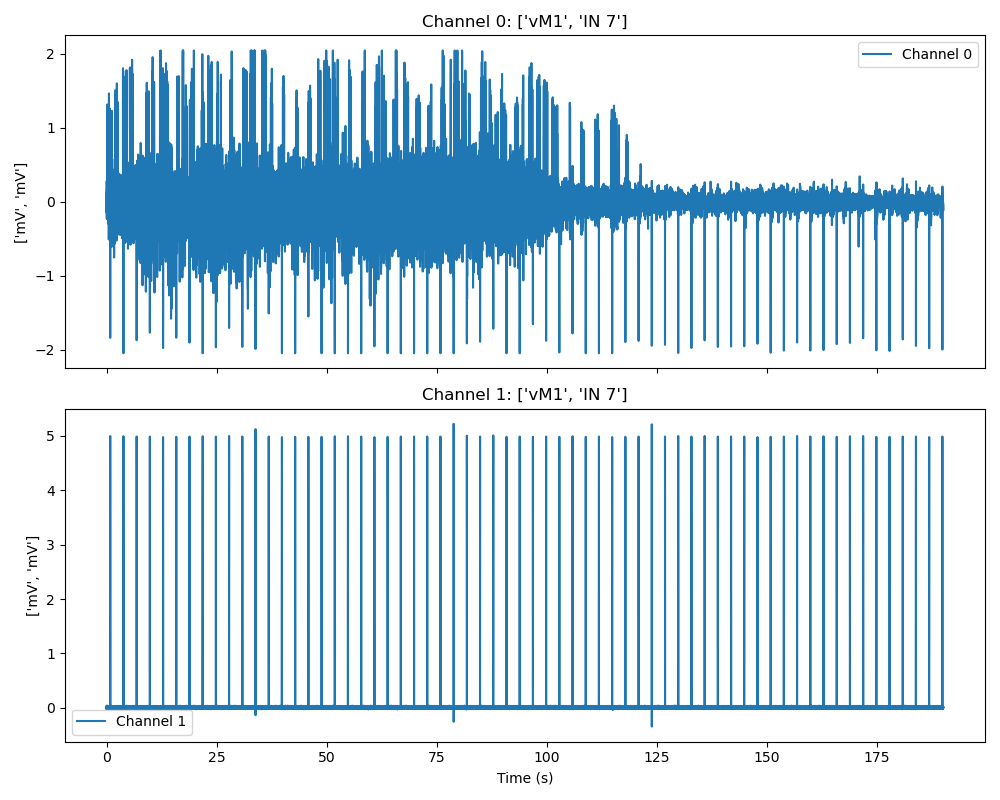 Channel 0: ['vM1', 'IN 7']
Channel 0
['mV', 'mV']
2
1
0
−1
−2
Channel 1: ['vM1', 'IN 7']
['mV', 'mV']
5
4
3
2
1
0
Channel 1
0 25 50 75 100 125 150 175
Time (s)